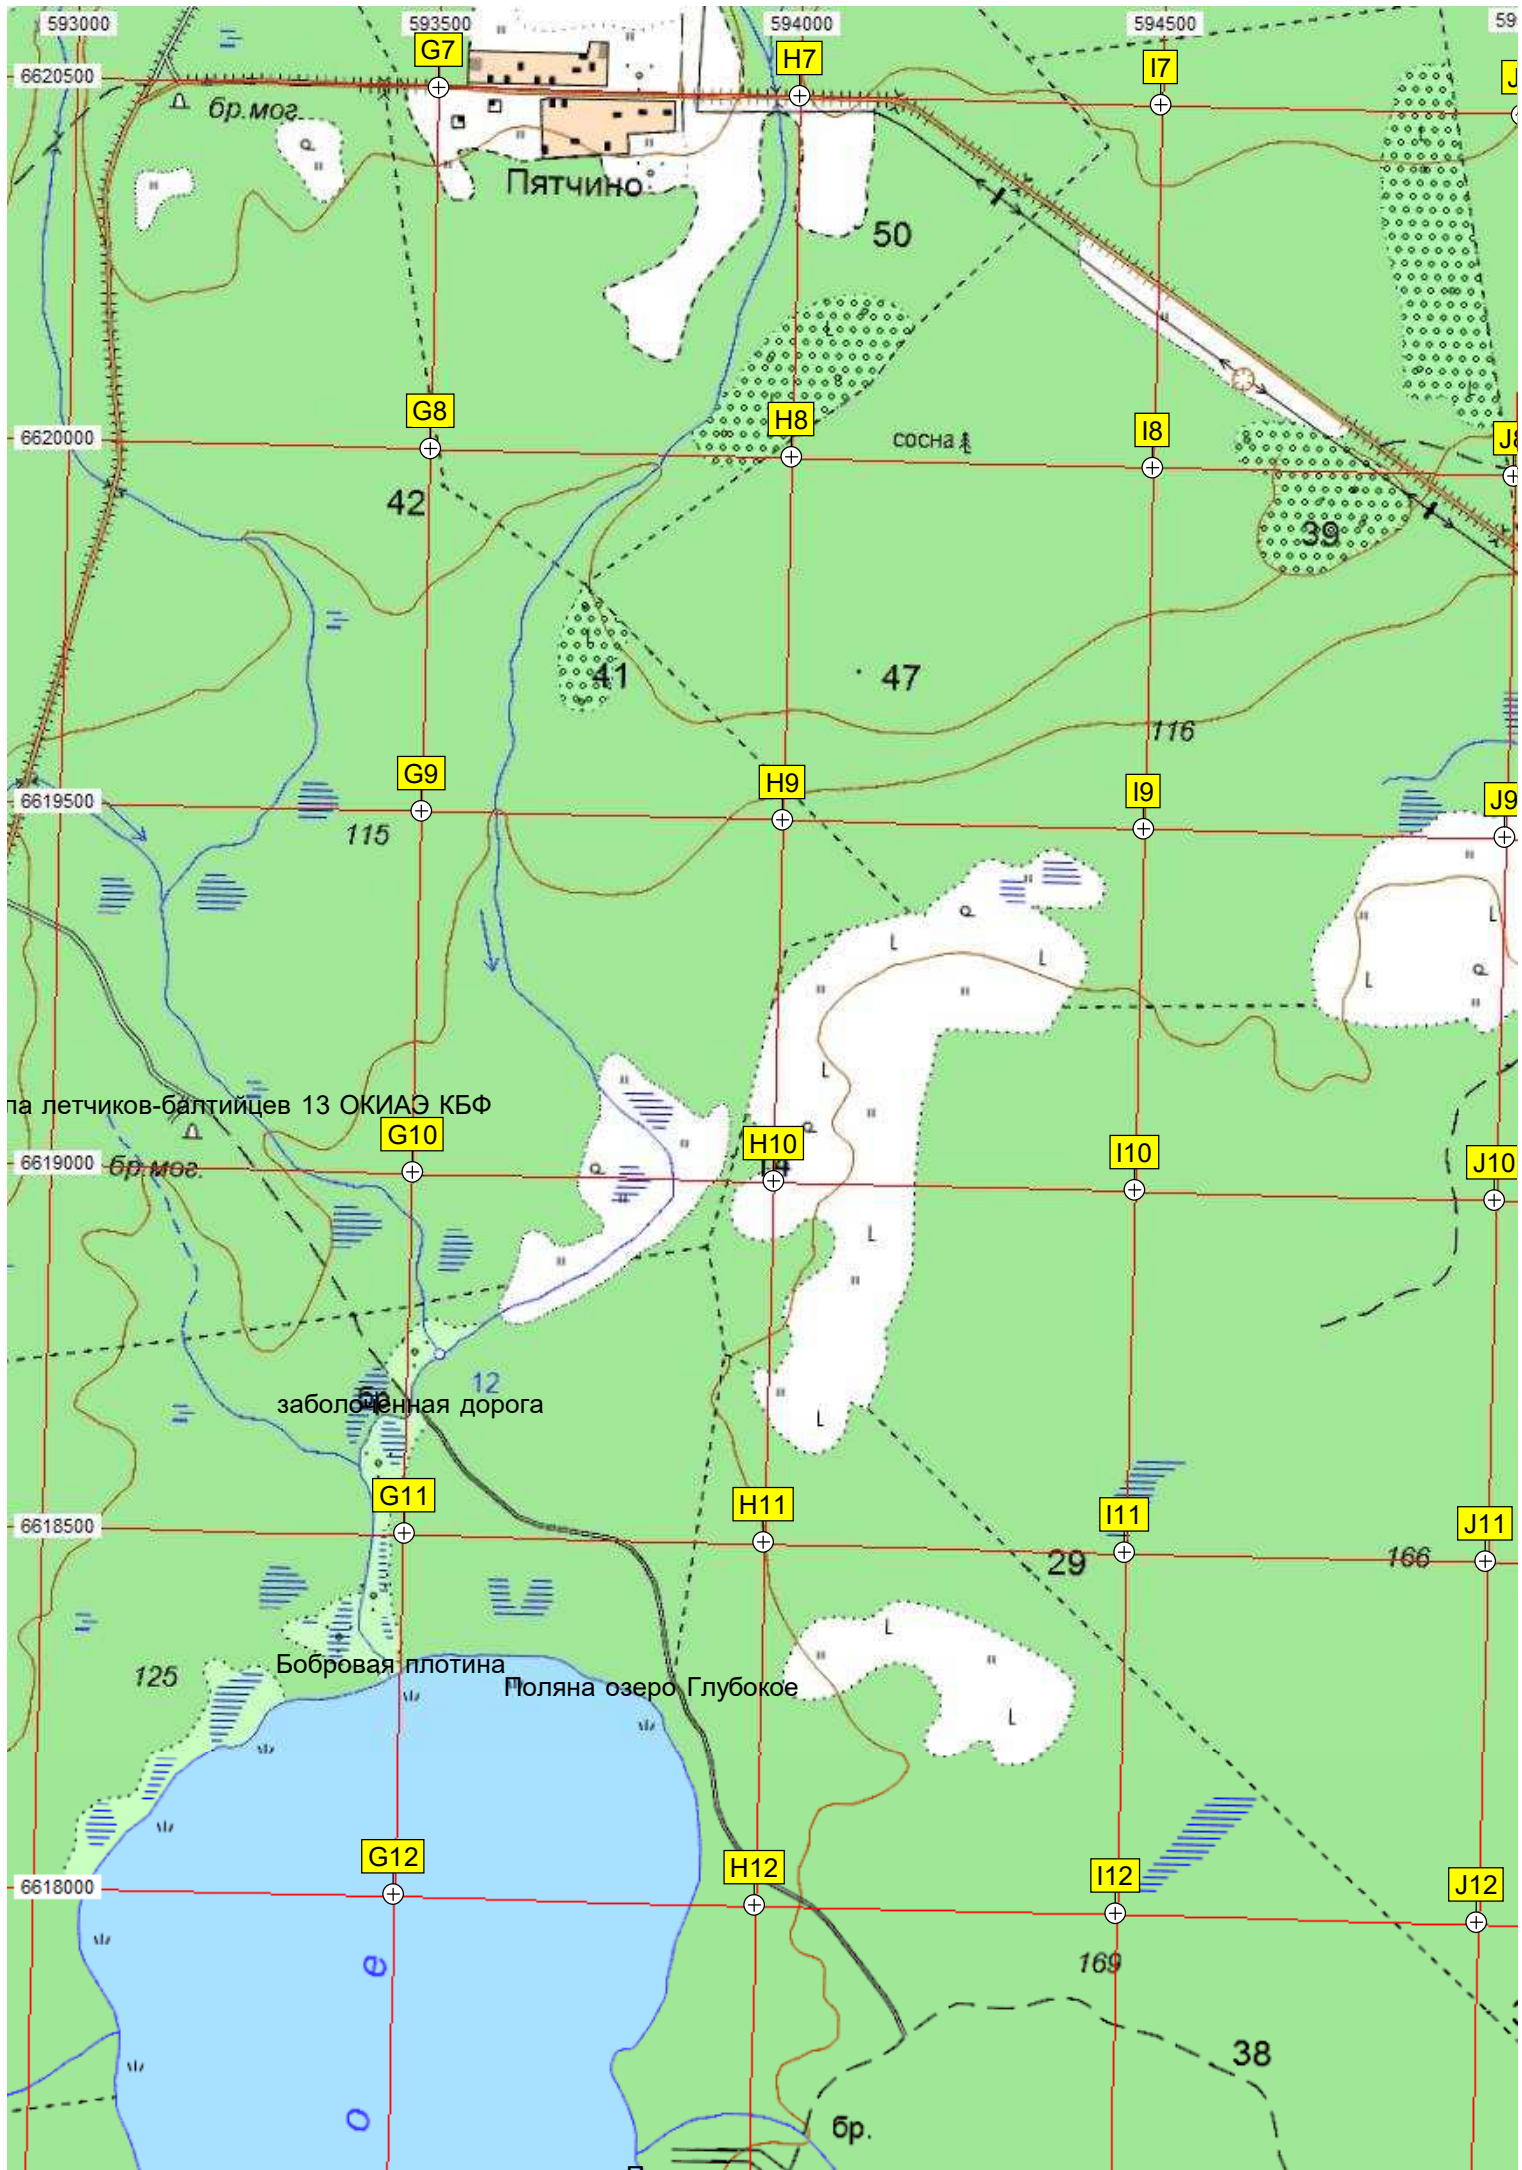 593000 593500 594000 594500 59
6620500 G7 H7 I7 J
бр.мог.
Пятчино
50
6620000 G8 H8 I8 J8
сосна
42
39
41
47
116
6619500 G9 H9 I9 J9
115
ла летчиков-балтийцев 13 ОКИАЭ КБФ
6619000 G10 H10 I10 J10
бр.мог.
12
заболоченная дорога
6618500 G11 H11 I11 J11
29
166
Бобровая плотина
125
Поляна озеро Глубокое
6618000 G12 H12 I12 J12
е
169
38
о
бр.